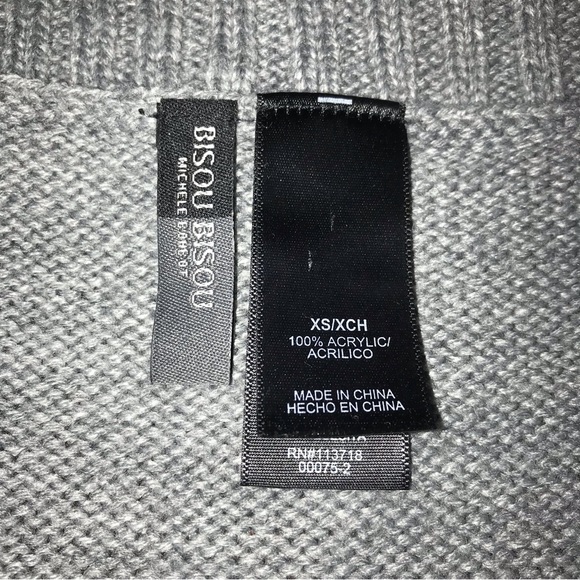 BISOU BISOU
MICHELE BOHBOT
XS/XCH
100% ACRYLIC/
ACRILICO
MADE IN CHINA
HECHO EN CHINA
RN#113718
00075-2